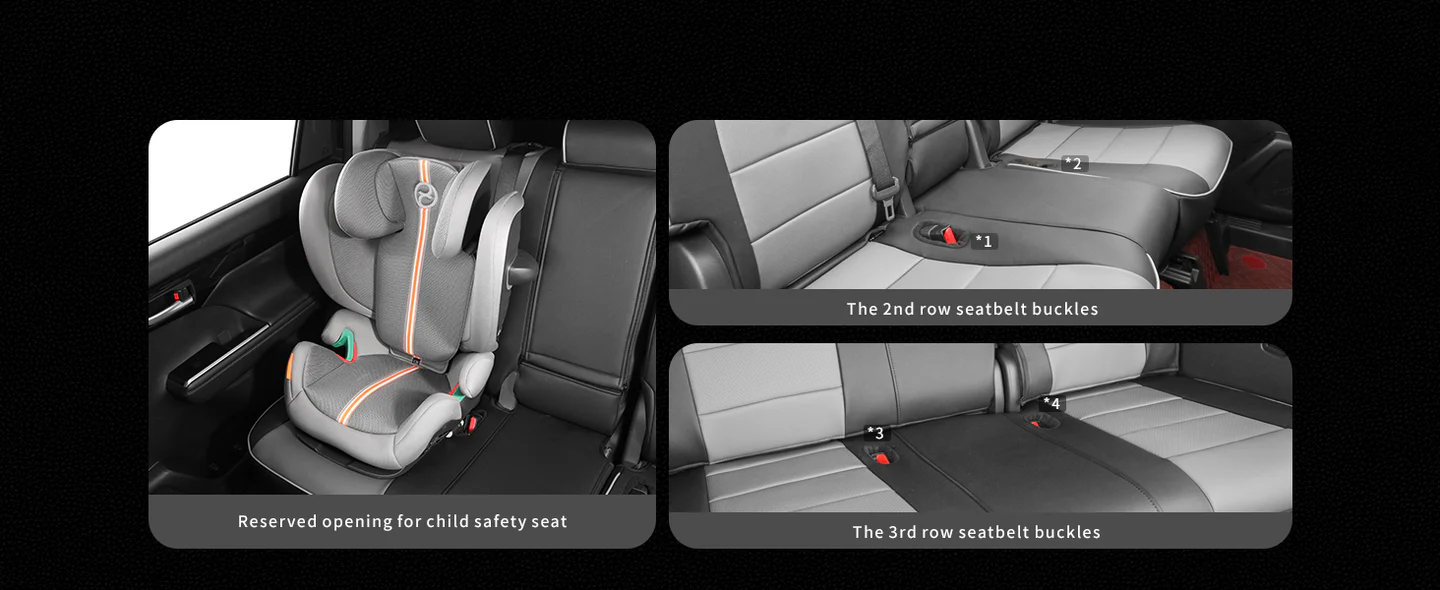 *2
*1
The 2nd row seatbelt buckles
*4
*3
Reserved opening for child safety seat
The 3rd row seatbelt buckles